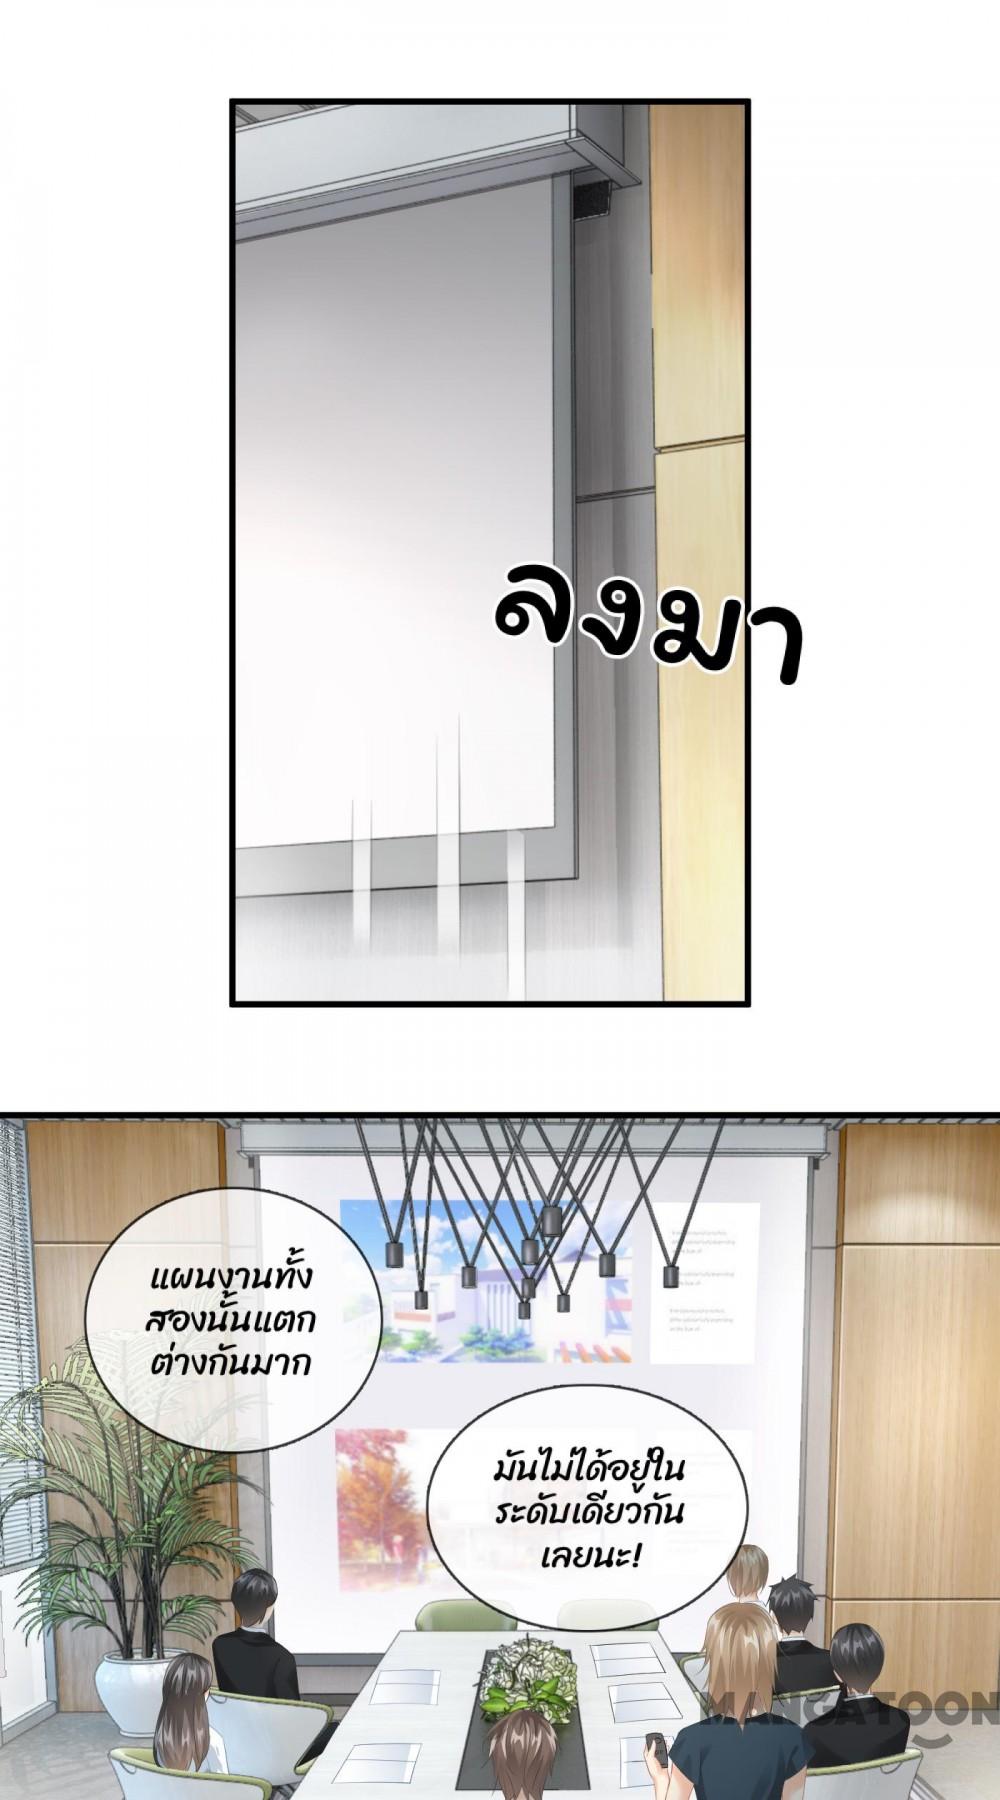 ลงมา
แผนงานทั้ง
สองนั้นแตก
ต่างกันมาก
มันไม่ได้อยู่ใน
ระดับเดียวกัน
เลยนะ!
MANGATOON